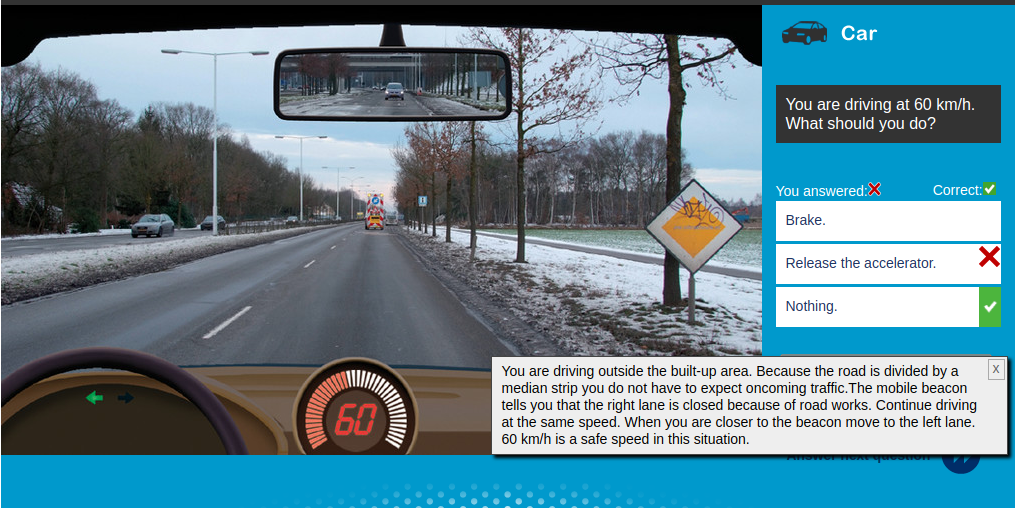 Car
You are driving at 60 km/h.
What should you do?
You answered:
Correct:
Brake.
Release the accelerator.
Nothing.
You are driving outside the built-up area. Because the road is divided by a
median strip you do not have to expect oncoming traffic.The mobile beacon
tells you that the right lane is closed because of road works. Continue driving
at the same speed. When you are closer to the beacon move to the left lane.
60 km/h is a safe speed in this situation.
X
60
Answer next question